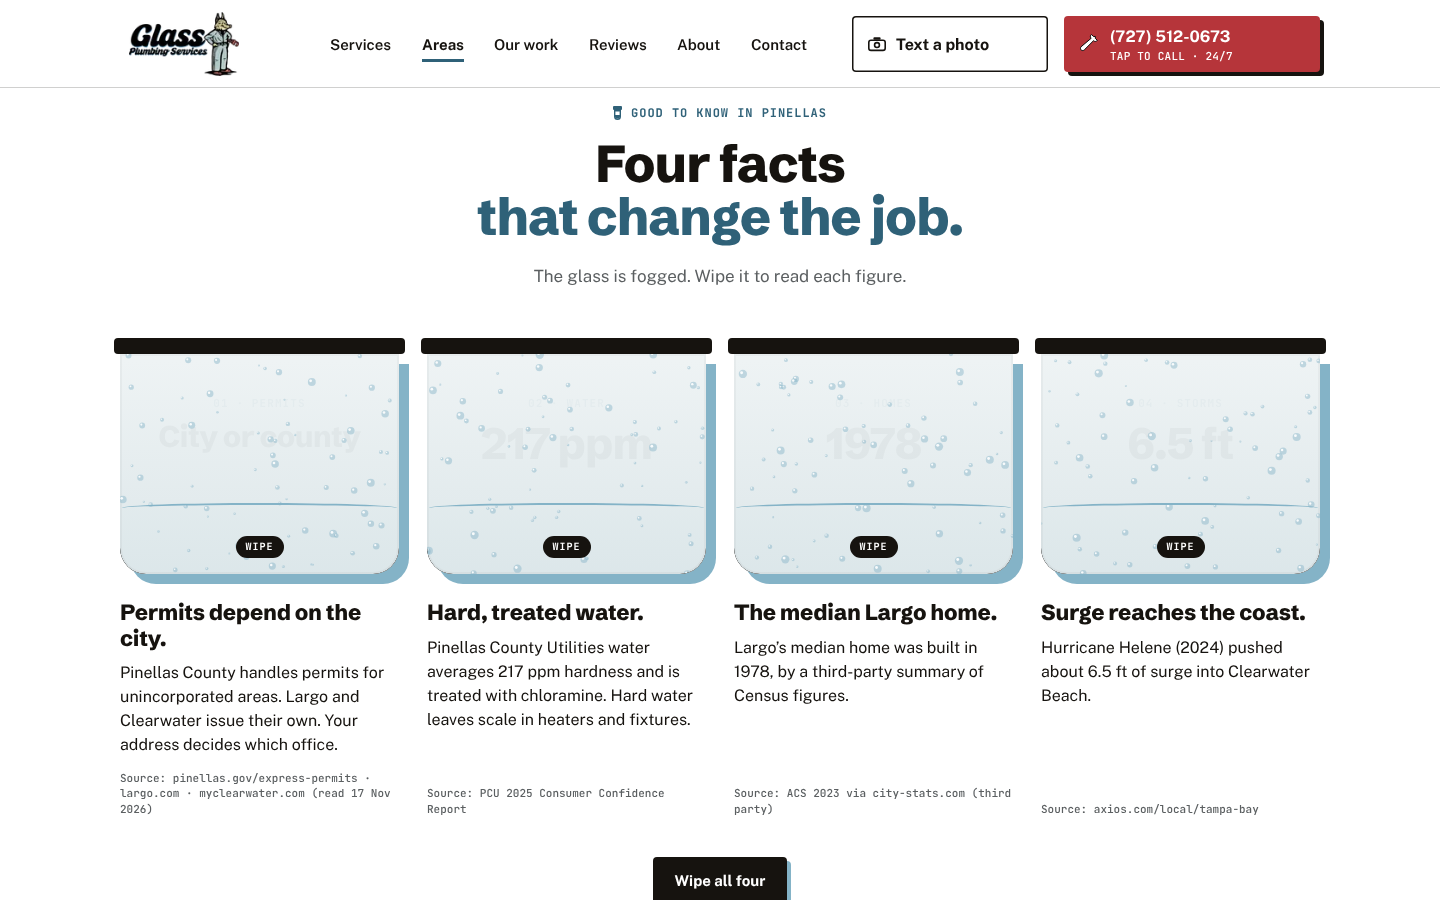 Glass
Plumbing Services
Services
Areas
Our work
Reviews
About
Contact
Text a photo
(727) 512-0673
TAP TO CALL · 24/7
GOOD TO KNOW IN PINELLAS
Four facts
that change the job.
The glass is fogged. Wipe it to read each figure.
City or county
WIPE
Permits depend on the
city.
Pinellas County handles permits for
unincorporated areas. Largo and
Clearwater issue their own. Your
address decides which office.
Source: pinellas.gov/express-permits ·
largo.com · myclearwater.com (read 17 Nov
2026)
217 ppm
WIPE
Hard, treated water.
Pinellas County Utilities water
averages 217 ppm hardness and is
treated with chloramine. Hard water
leaves scale in heaters and fixtures.
Source: PCU 2025 Consumer Confidence
Report
1978
WIPE
The median Largo home.
Largo’s median home was built in
1978, by a third-party summary of
Census figures.
Source: ACS 2023 via city-stats.com (third
party)
6.5 ft
WIPE
Surge reaches the coast.
Hurricane Helene (2024) pushed
about 6.5 ft of surge into Clearwater
Beach.
Source: axios.com/local/tampa-bay
Wipe all four